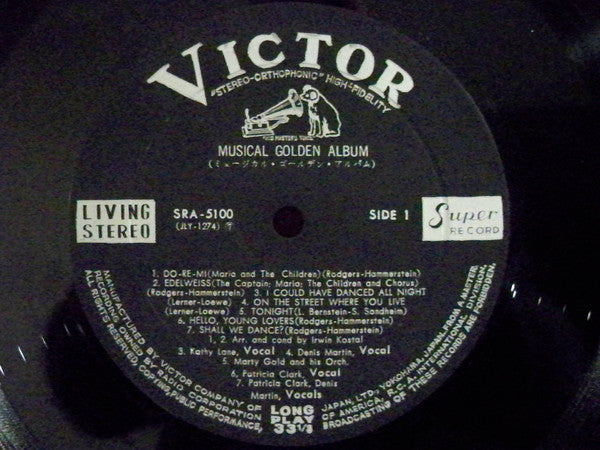 VICTOR
"STEREO-ORTHOPHONIC" HIGH-FIDELITY
"HIS MASTER'S VOICE"
MUSICAL GOLDEN ALBUM
(ミュージカル・ゴールデン・アルバム)
LIVING
STEREO
SRA-5100
(JLY-1274)
SIDE 1
Super
RECORD
1. DO-RE-MI(Maria and The Children)(Rodgers-Hammerstein)
2. EDELWEISS(The Captain; Maria; The Children and Chorus)
(Rodgers-Hammerstein) 3. I COULD HAVE DANCED ALL NIGHT
(Lerner-Loewe) 4. ON THE STREET WHERE YOU LIVE
(Lerner-Loewe) 5. TONIGHT(L. Bernstein-S. Sondheim)
6. HELLO, YOUNG LOVERS(Rodgers-Hammerstein)
7. SHALL WE DANCE?(Rodgers-Hammerstein)
1, 2. Arr. and cond by Irwin Kostal
3. Kathy Lane, Vocal 4. Denis Martin, Vocal
5. Marty Gold and his Orch.
6. Patricia Clark, Vocal
7. Patricia Clark, Denis
Martin, Vocals
LONG
PLAY
33⅓
MANUFACTURED BY VICTOR COMPANY OF JAPAN, LTD., YOKOHAMA, JAPAN, FROM A MASTER
RECORDING OWNED BY RADIO CORPORATION OF AMERICA, R.C.A. INTERNATIONAL DIVISION.
ALL RIGHTS RESERVED, COPYING, PUBLIC PERFORMANCE, BROADCASTING OF THESE RECORDS ARE FORBIDDEN.